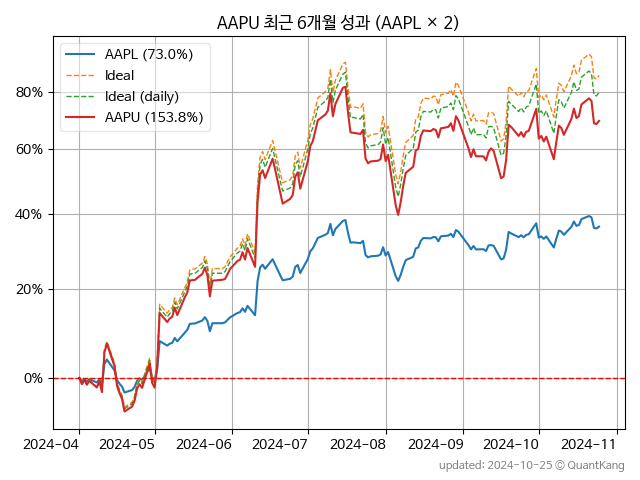 AAPU 최근 6개월 성과 (AAPL × 2)
AAPL (73.0%)
Ideal
Ideal (daily)
AAPU (153.8%)
80%
60%
40%
20%
0%
2024-04 2024-05 2024-06 2024-07 2024-08 2024-09 2024-10 2024-11
updated: 2024-10-25 © QuantKang